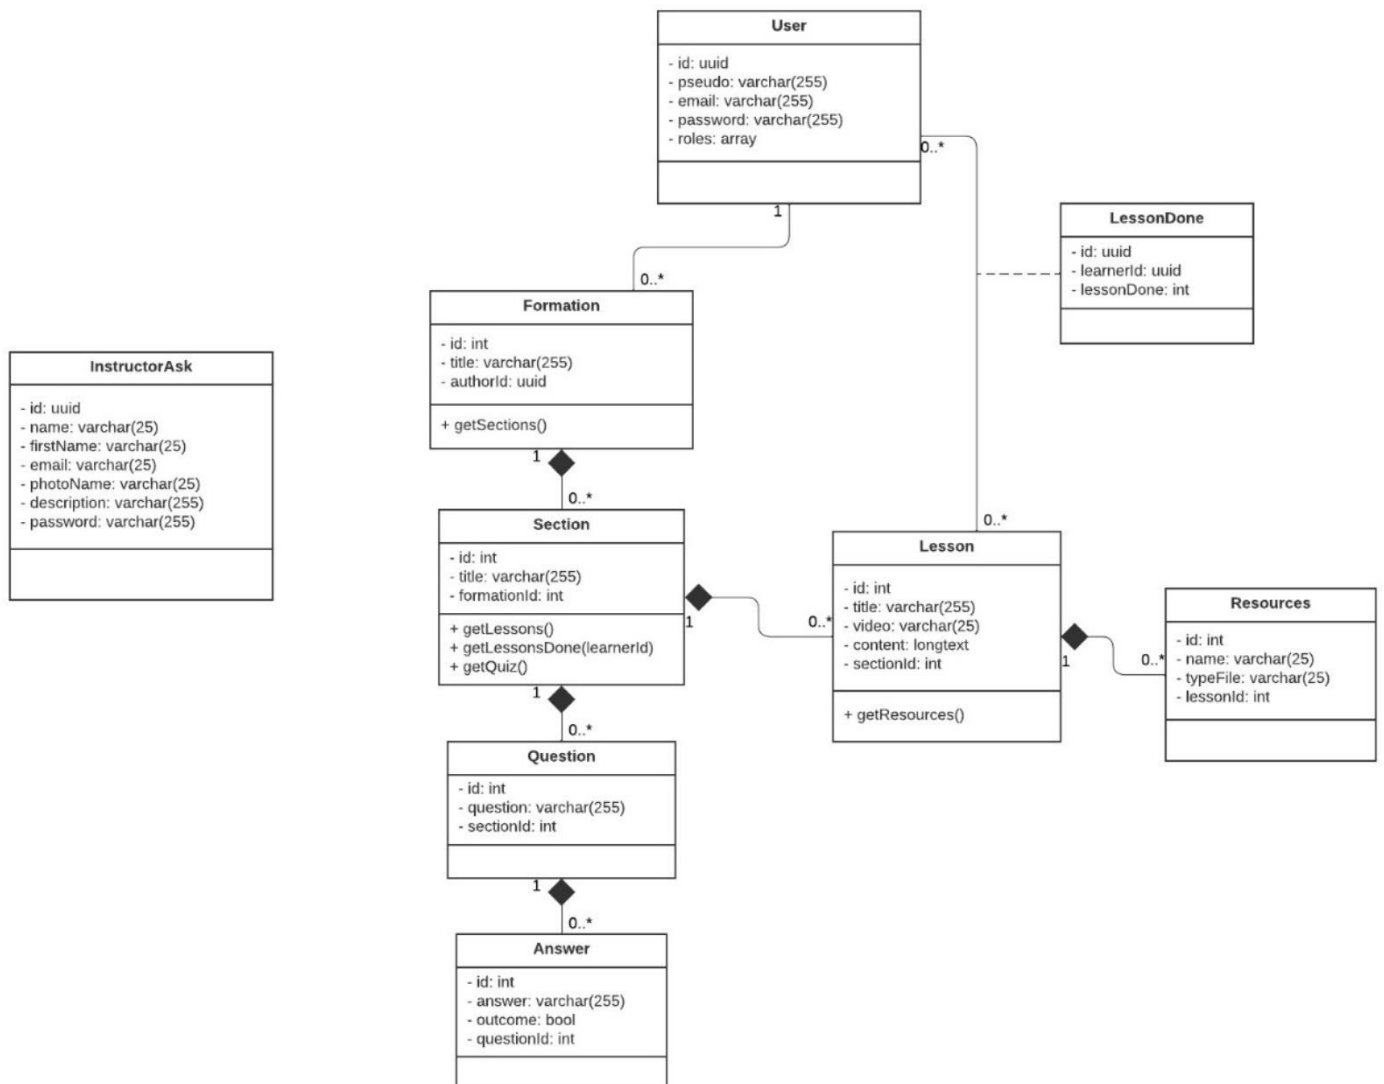 User
- id: uuid
- pseudo: varchar(255)
- email: varchar(255)
- password: varchar(255)
- roles: array
0..*
1
LessonDone
- id: uuid
- learnerId: uuid
- lessonDone: int
0..*
Formation
- id: int
- title: varchar(255)
- authorId: uuid
+ getSections()
1
InstructorAsk
- id: uuid
- name: varchar(25)
- firstName: varchar(25)
- email: varchar(25)
- photoName: varchar(25)
- description: varchar(255)
- password: varchar(255)
0..*
Section
- id: int
- title: varchar(255)
- formationId: int
+ getLessons()
+ getLessonsDone(learnerId)
+ getQuiz()
1
0..*
1
0..*
Lesson
- id: int
- title: varchar(255)
- video: varchar(25)
- content: longtext
- sectionId: int
+ getResources()
1
0..*
Resources
- id: int
- name: varchar(25)
- typeFile: varchar(25)
- lessonId: int
0..*
Question
- id: int
- question: varchar(255)
- sectionId: int
1
0..*
Answer
- id: int
- answer: varchar(255)
- outcome: bool
- questionId: int